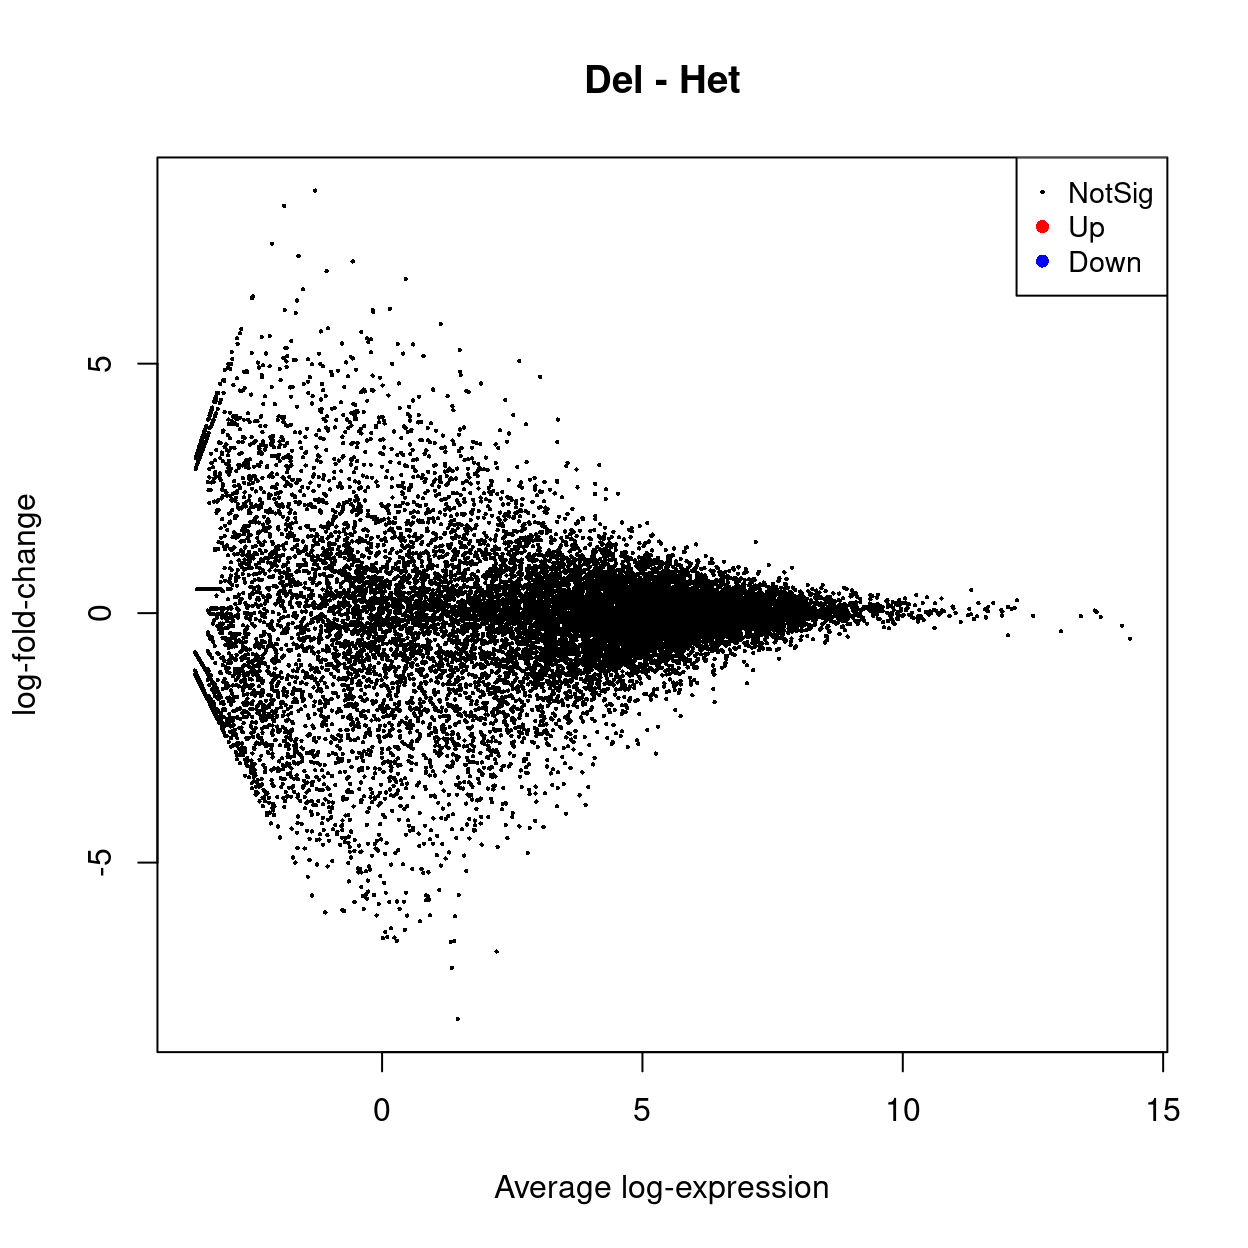 Del - Het
NotSig
Up
Down
log-fold-change
5
0
-5
0 5 10 15
Average log-expression